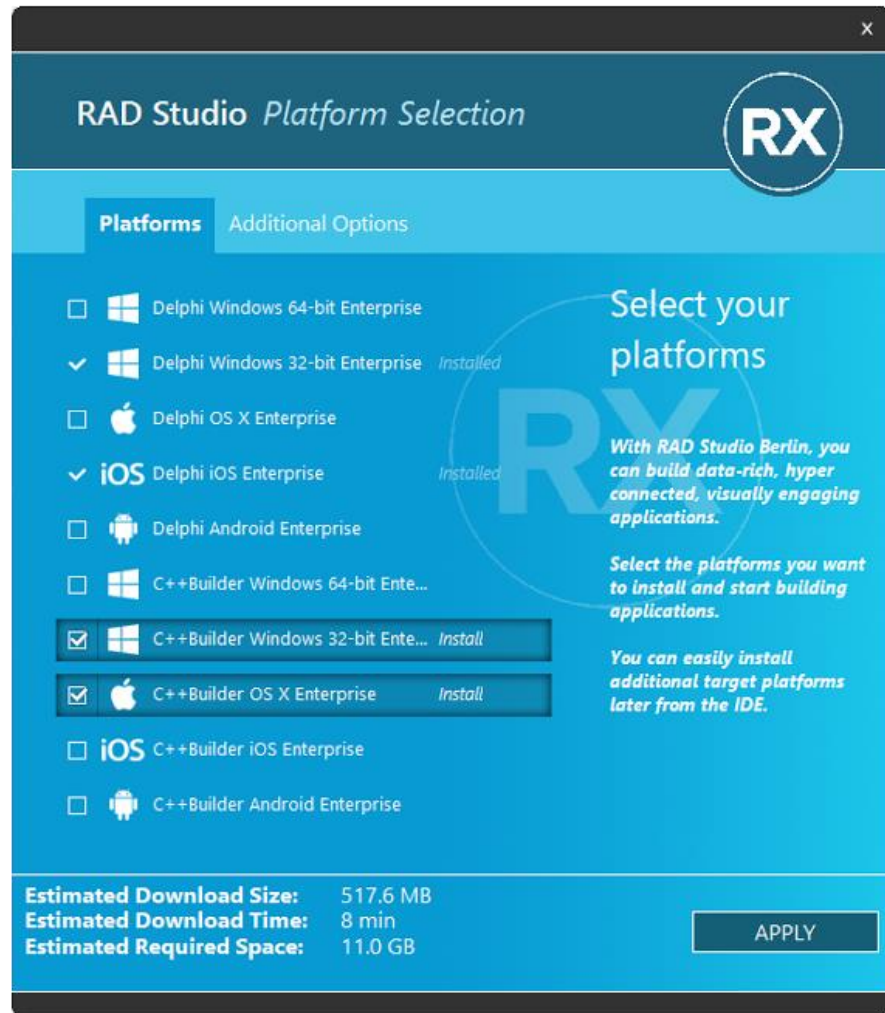 x
RAD Studio Platform Selection
RX
Platforms Additional Options
Delphi Windows 64-bit Enterprise
Delphi Windows 32-bit Enterprise Installed
Delphi OS X Enterprise
iOS Delphi iOS Enterprise Installed
Delphi Android Enterprise
C++Builder Windows 64-bit Ente...
C++Builder Windows 32-bit Ente... Install
C++Builder OS X Enterprise Install
iOS C++Builder iOS Enterprise
C++Builder Android Enterprise
Select your
platforms
RX
With RAD Studio Berlin, you
can build data-rich, hyper
connected, visually engaging
applications.
Select the platforms you want
to install and start building
applications.
You can easily install
additional target platforms
later from the IDE.
Estimated Download Size: 517.6 MB
Estimated Download Time: 8 min
Estimated Required Space: 11.0 GB
APPLY